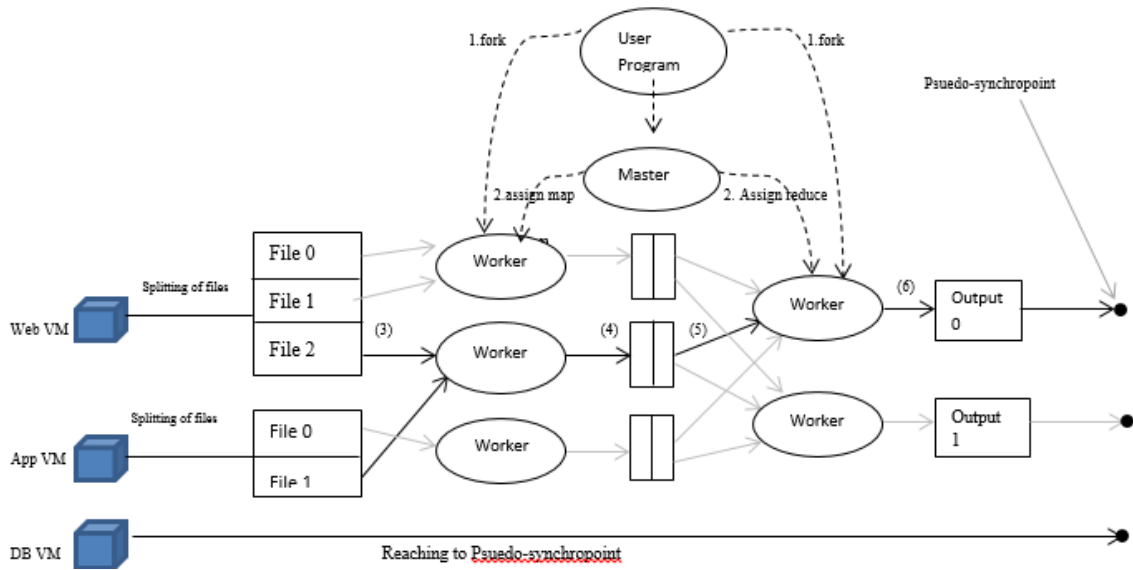 1.fork
User
Program
1.fork
Psuedo-synchropoint
Master
2.assign map
2. Assign reduce
File 0
File 1
File 2
Splitting of files
Web VM
Worker
(3)
Worker
(4)
(5)
Worker
(6)
Output
0
Splitting of files
App VM
File 0
File 1
Worker
Worker
Output
1
DB VM
Reaching to Psuedo-synchropoint